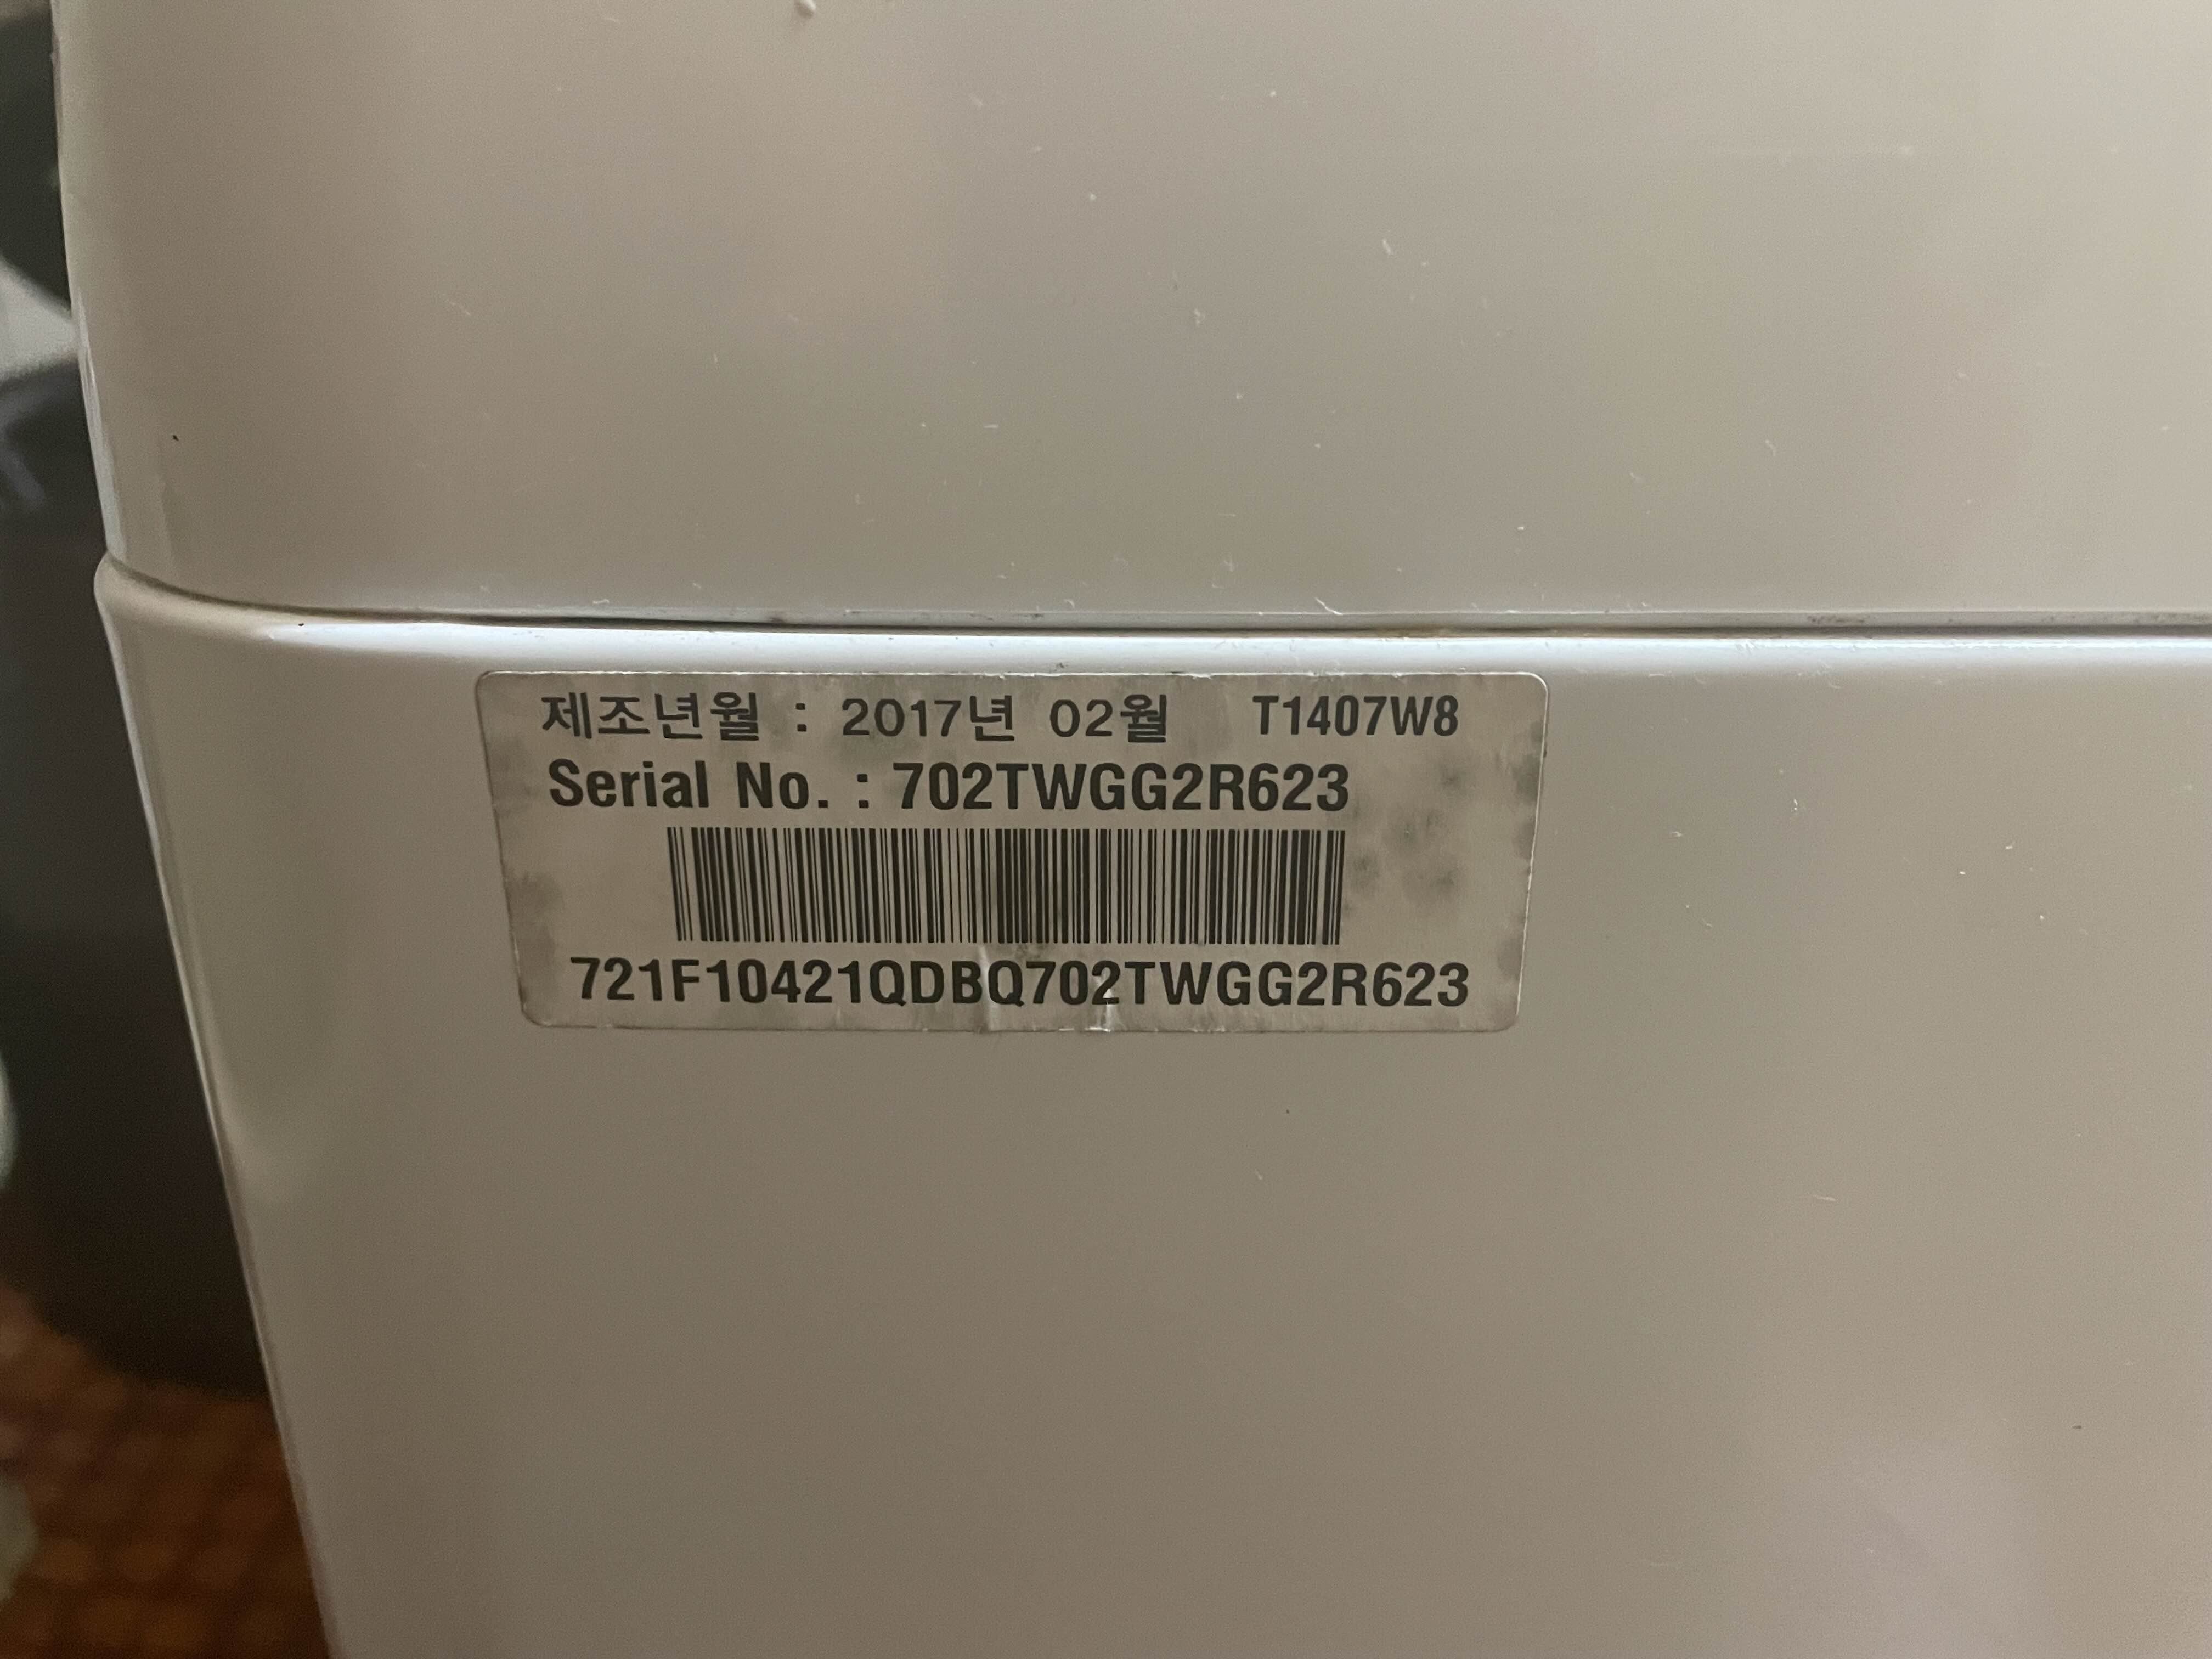 제조년월 : 2017년 02월 T1407W8
Serial No. : 702TWGG2R623
721F10421QDBQ702TWGG2R623